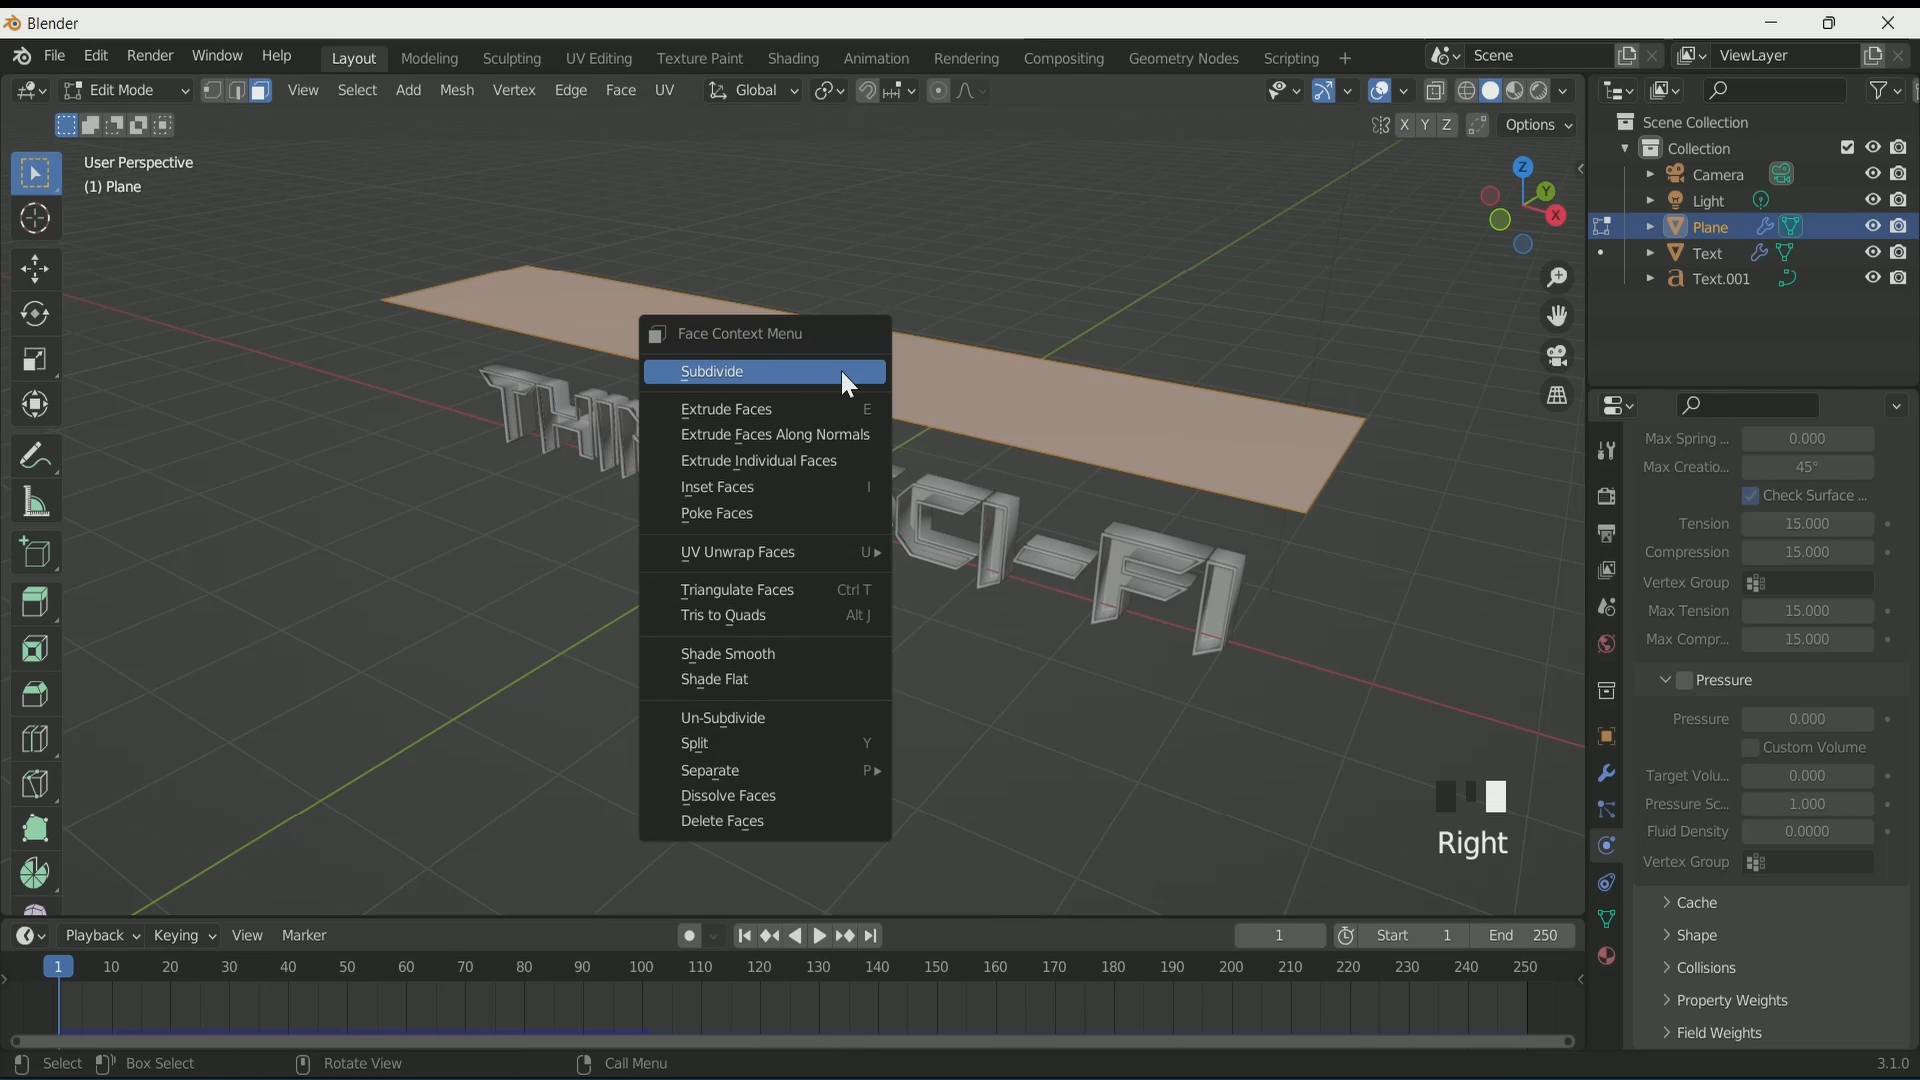 Blender
File Edit Render Window Help Layout Modeling Sculpting UV Editing Texture Paint Shading Animation Rendering Compositing Geometry Nodes Scripting + Scene ViewLayer
Edit Mode View Select Add Mesh Vertex Edge Face UV Global
X Y Z Options
User Perspective
(1) Plane
Z
Y
X
Scene Collection
Collection
Camera
Light
Plane
Text
Text.001
Face Context Menu
Subdivide
Extrude Faces E
Extrude Faces Along Normals
Extrude Individual Faces
Inset Faces I
Poke Faces
UV Unwrap Faces U
Triangulate Faces Ctrl T
Tris to Quads Alt J
Shade Smooth
Shade Flat
Un-Subdivide
Split Y
Separate P
Dissolve Faces
Delete Faces
Right
Max Spring ... 0.000
Max Creatio... 45°
Check Surface ...
Tension 15.000
Compression 15.000
Vertex Group
Max Tension 15.000
Max Compr... 15.000
Pressure
Pressure 0.000
Custom Volume
Target Volu... 0.000
Pressure Sc... 1.000
Fluid Density 0.0000
Vertex Group
Cache
Shape
Collisions
Property Weights
Field Weights
Playback Keying View Marker 1 Start 1 End 250
1 10 20 30 40 50 60 70 80 90 100 110 120 130 140 150 160 170 180 190 200 210 220 230 240 250
Select Box Select Rotate View Call Menu 3.1.0